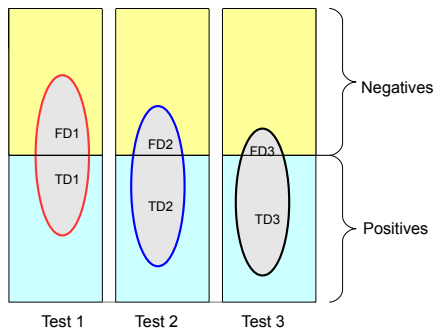 Negatives
FD1
FD2
FD3
TD1
TD2
TD3
Positives
Test 1
Test 2
Test 3